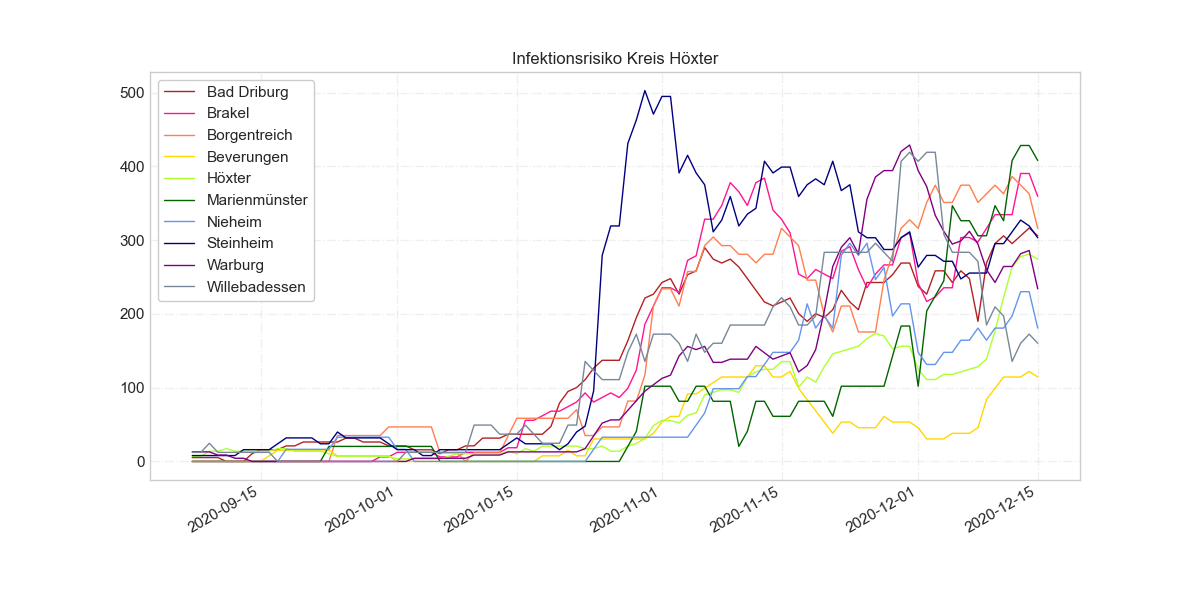 Infektionsrisiko Kreis Höxter
500
400
300
200
100
0
Bad Driburg
Brakel
Borgentreich
Beverungen
Höxter
Marienmünster
Nieheim
Steinheim
Warburg
Willebadessen
2020-09-15
2020-10-01
2020-10-15
2020-11-01
2020-11-15
2020-12-01
2020-12-15